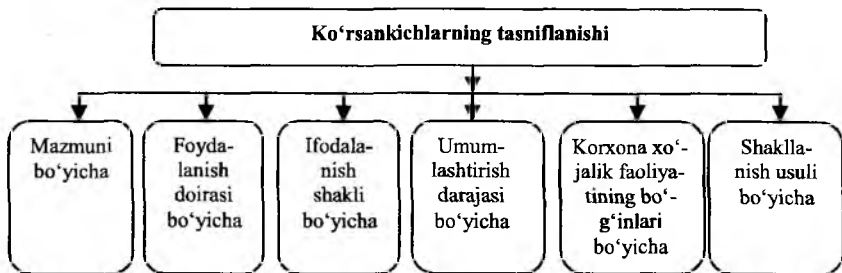 Ko‘rsankichlarning tasniflanishi
Mazmuni
bo‘yicha
Foyda-
lanish
doirasi
bo‘yicha
Ifodala-
nish
shakli
bo‘yicha
Umum-
lashtirish
darajasi
bo‘yicha
Korxona xo‘-
jalik faoliya-
tining bo‘-
g‘inlari
bo‘yicha
Shaklla-
nish usuli
bo‘yicha